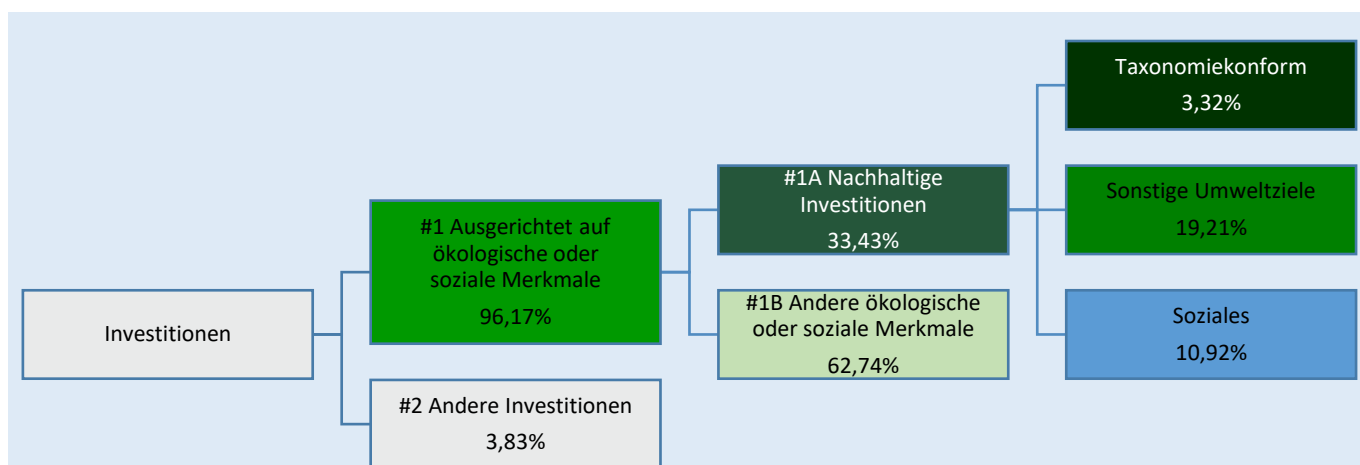 Investitionen
#1 Ausgerichtet auf
ökologische oder
soziale Merkmale
96,17%
#2 Andere Investitionen
3,83%
#1A Nachhaltige
Investitionen
33,43%
#1B Andere ökologische
oder soziale Merkmale
62,74%
Taxonomiekonform
3,32%
Sonstige Umweltziele
19,21%
Soziales
10,92%